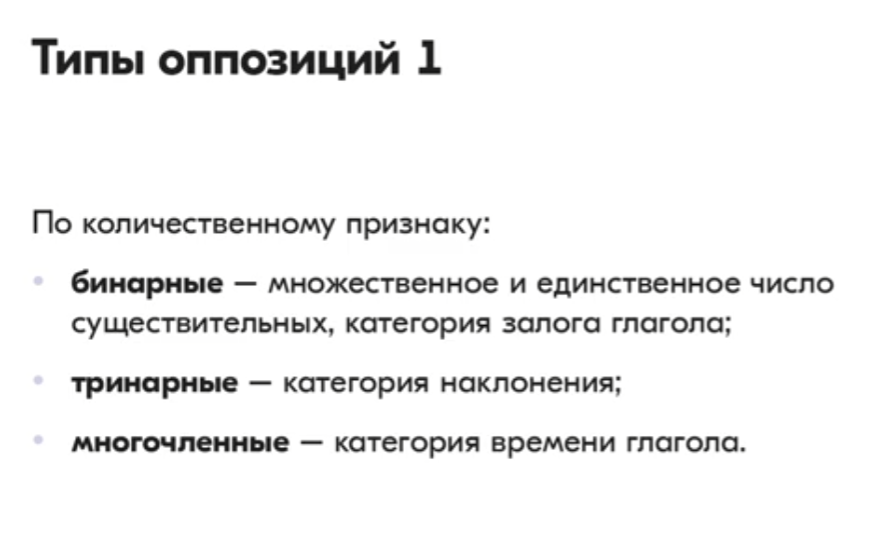 Типы оппозиций 1
По количественному признаку:
• бинарные — множественное и единственное число
существительных, категория залога глагола;
• тринарные — категория наклонения;
• многочленные — категория времени глагола.